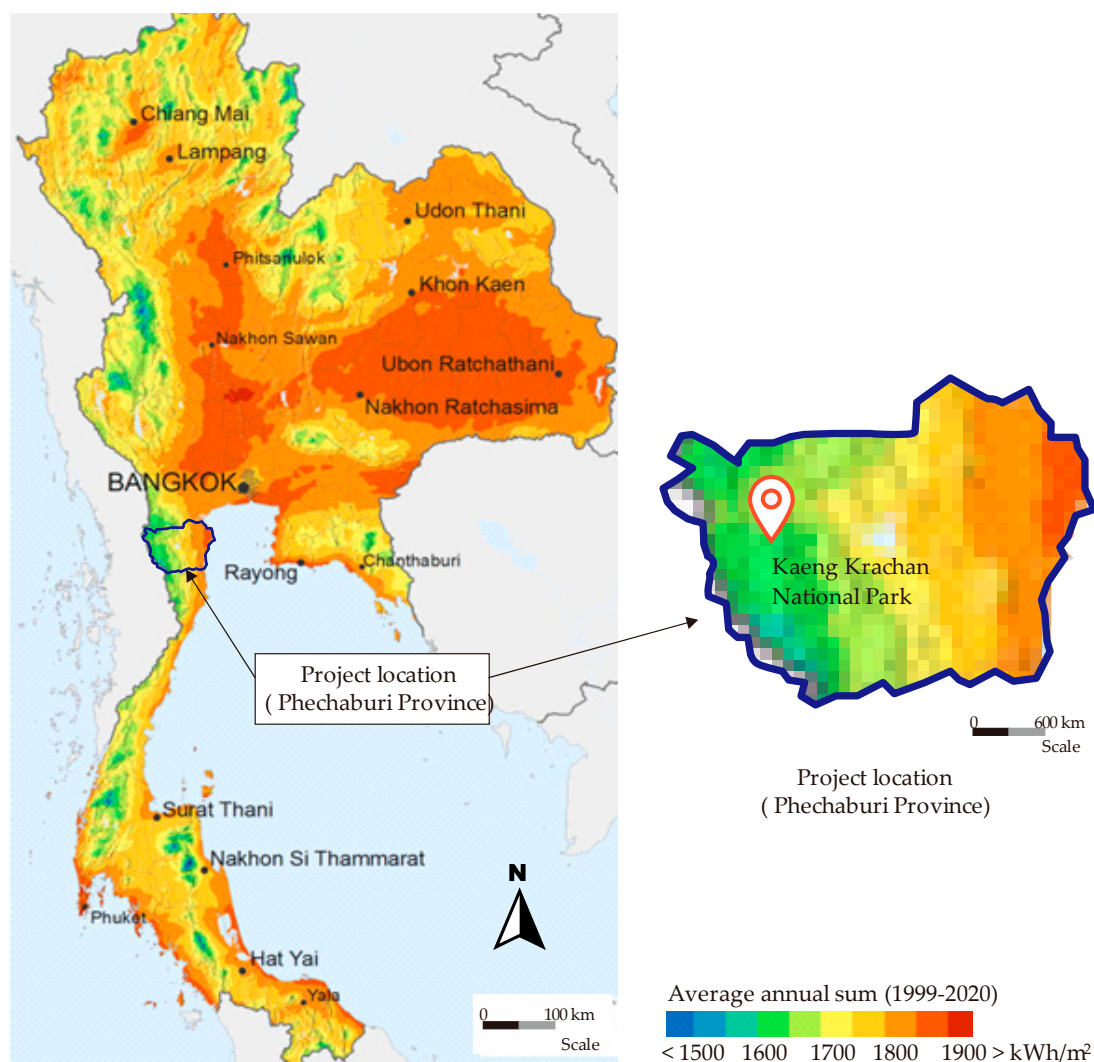 Chiang Mai
Lampang
Udon Thani
Phitsanulok
Khon Kaen
Nakhon Sawan
Ubon Ratchathani
Nakhon Ratchasima
BANGKOK
Rayong
Chanthaburi
Kaeng Krachan
National Park
Project location
( Phechaburi Province)
0 600 km
Scale
Project location
( Phechaburi Province)
Surat Thani
Nakhon Si Thammarat
N
Phuket
Hat Yai
Yala
0 100 km
Scale
Average annual sum (1999-2020)
< 1500 1600 1700 1800 1900 > kWh/m²